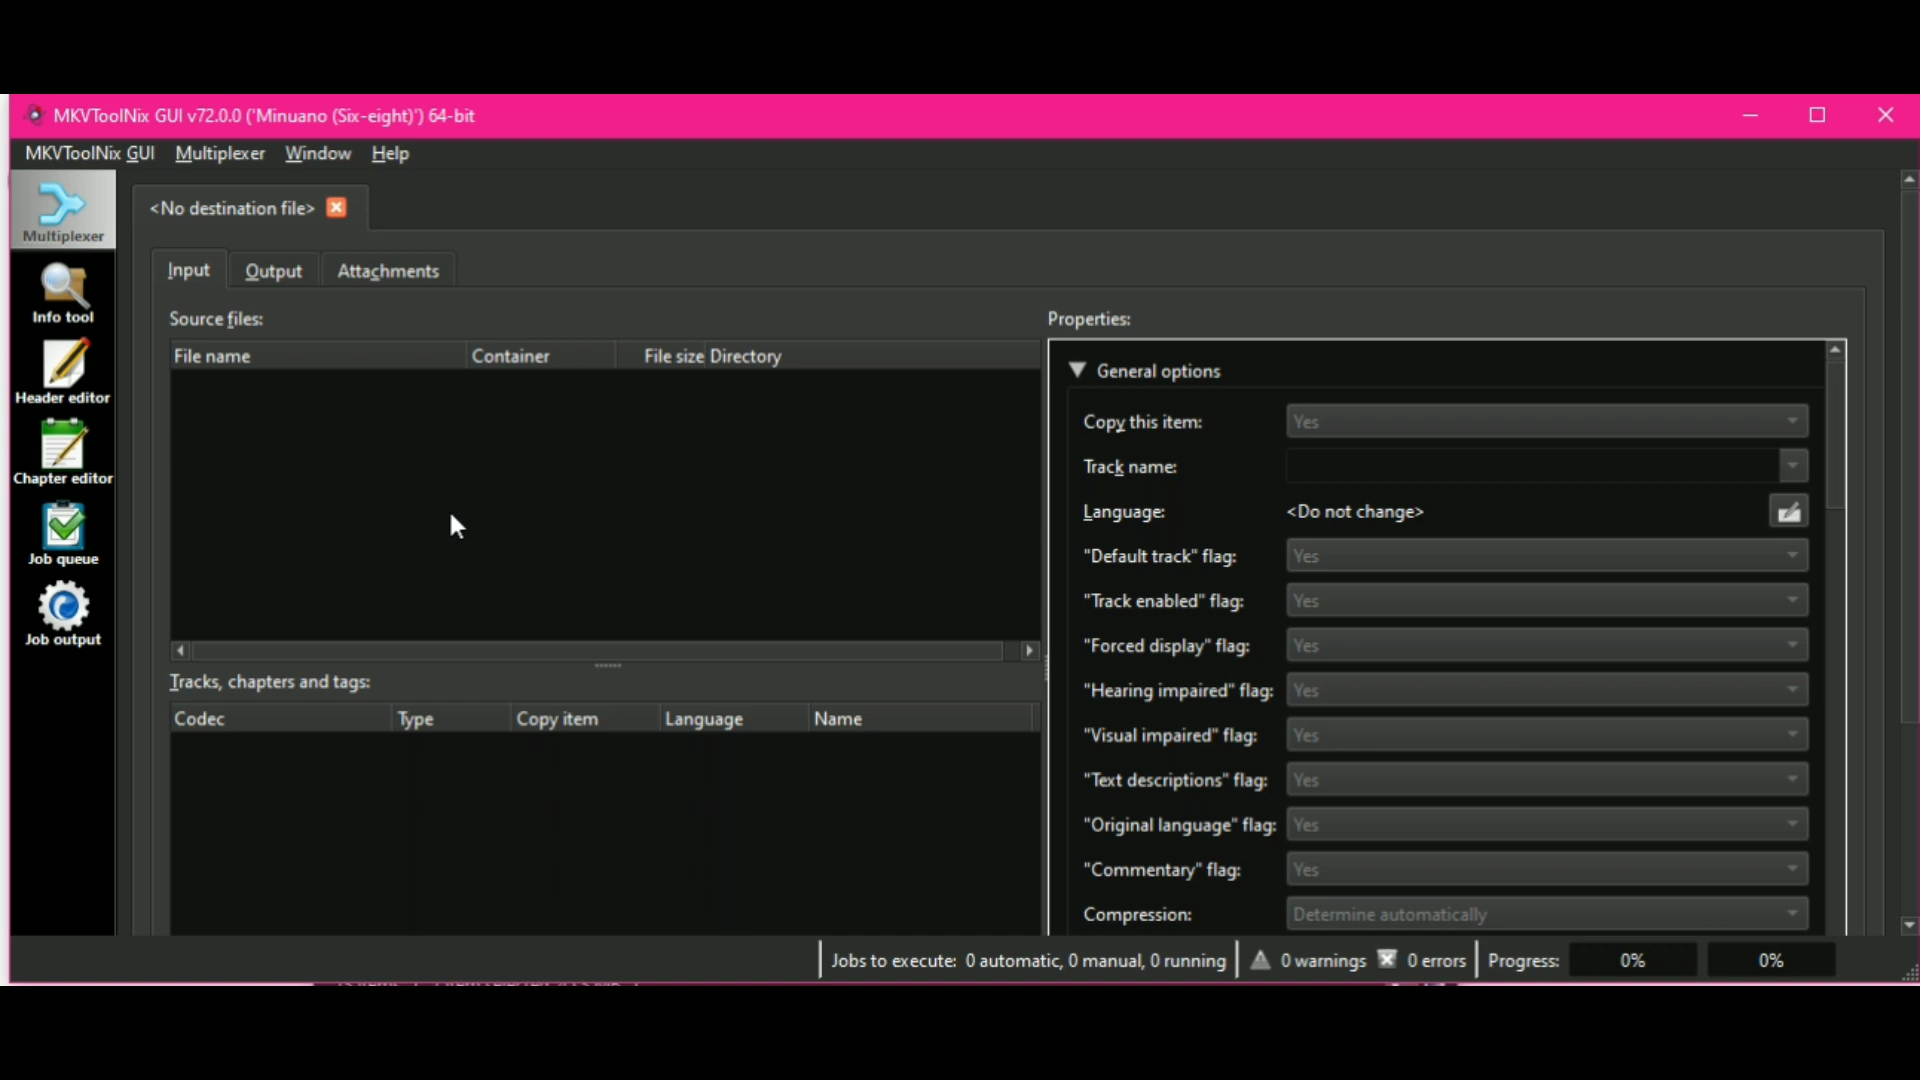 MKVToolNix GUI v72.0.0 ('Minuano (Six-eight)') 64-bit
MKVToolNix GUI Multiplexer Window Help
Multiplexer
Info tool
Header editor
Chapter editor
Job queue
Job output
<No destination file>
Input Output Attachments
Source files:
File name Container File size Directory
Tracks, chapters and tags:
Codec Type Copy item Language Name
Properties:
General options
Copy this item: Yes
Track name:
Language: <Do not change>
"Default track" flag: Yes
"Track enabled" flag: Yes
"Forced display" flag: Yes
"Hearing impaired" flag: Yes
"Visual impaired" flag: Yes
"Text descriptions" flag: Yes
"Original language" flag: Yes
"Commentary" flag: Yes
Compression: Determine automatically
Jobs to execute: 0 automatic, 0 manual, 0 running 0 warnings 0 errors Progress: 0% 0%